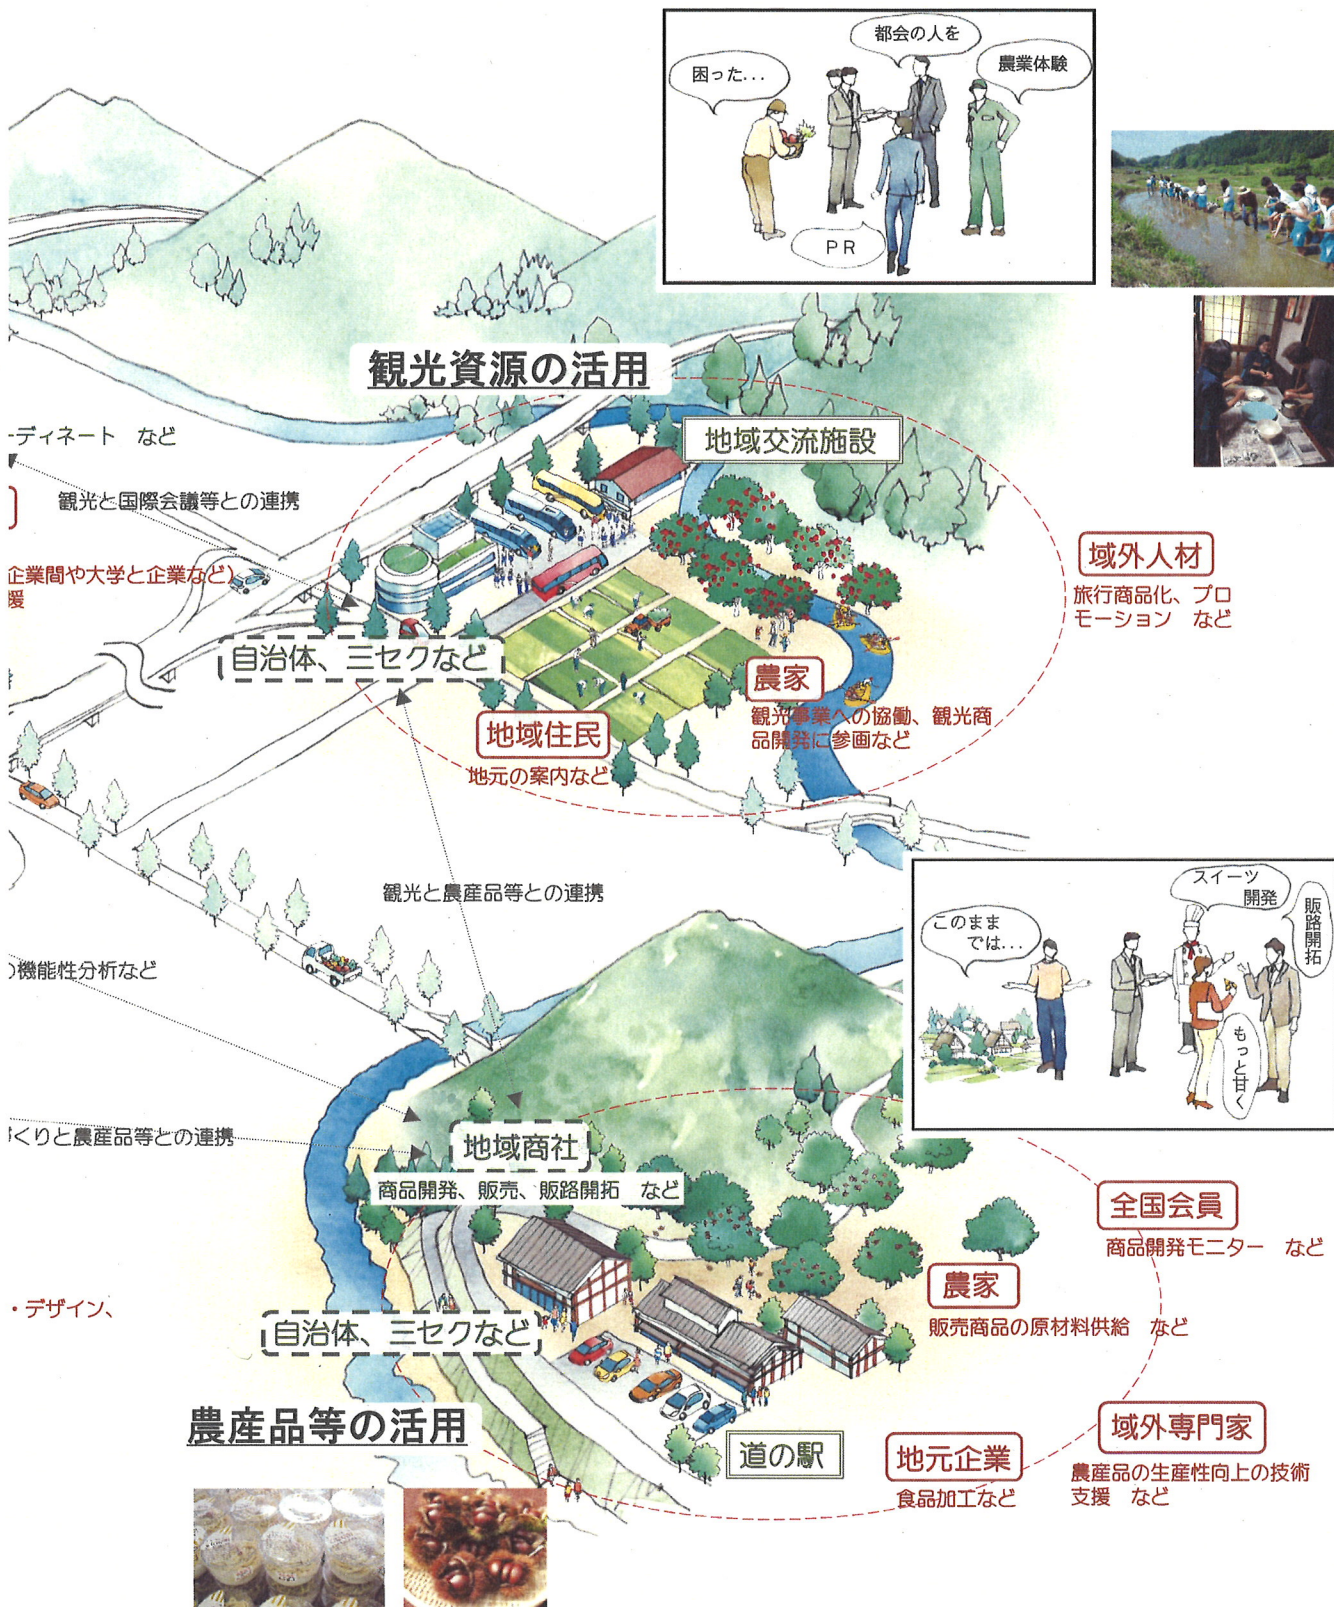 困った...
都会の人を
農業体験
PR
観光資源の活用
地域交流施設
ーディネート など
観光と国際会議等との連携
企業間や大学と企業など)
援
域外人材
旅行商品化、プロ
モーション など
自治体、三セクなど
農家
観光事業への協働、観光商
品開発に参画など
地域住民
地元の案内など
観光と農産品等との連携
スイーツ
開発
販路開拓
このまま
では...
もっと甘く
の機能性分析など
づくりと農産品等との連携
地域商社
商品開発、販売、販路開拓 など
全国会員
商品開発モニター など
農家
販売商品の原材料供給 など
・デザイン、
自治体、三セクなど
農産品等の活用
道の駅
地元企業
食品加工など
域外専門家
農産品の生産性向上の技術
支援 など